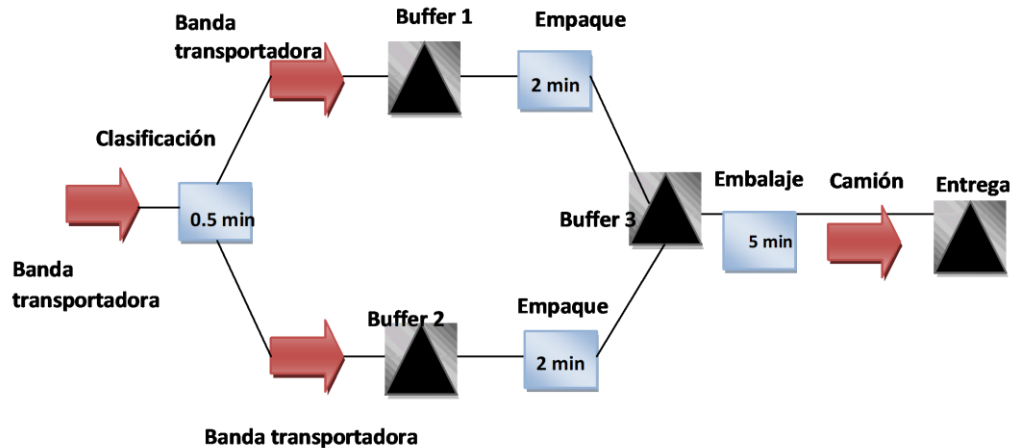 Buffer 1
Empaque
Banda
transportadora
2 min
Clasificación
0.5 min
Banda
transportadora
Buffer 3
Embalaje
5 min
Camión
Entrega
Buffer 2
Empaque
2 min
Banda transportadora